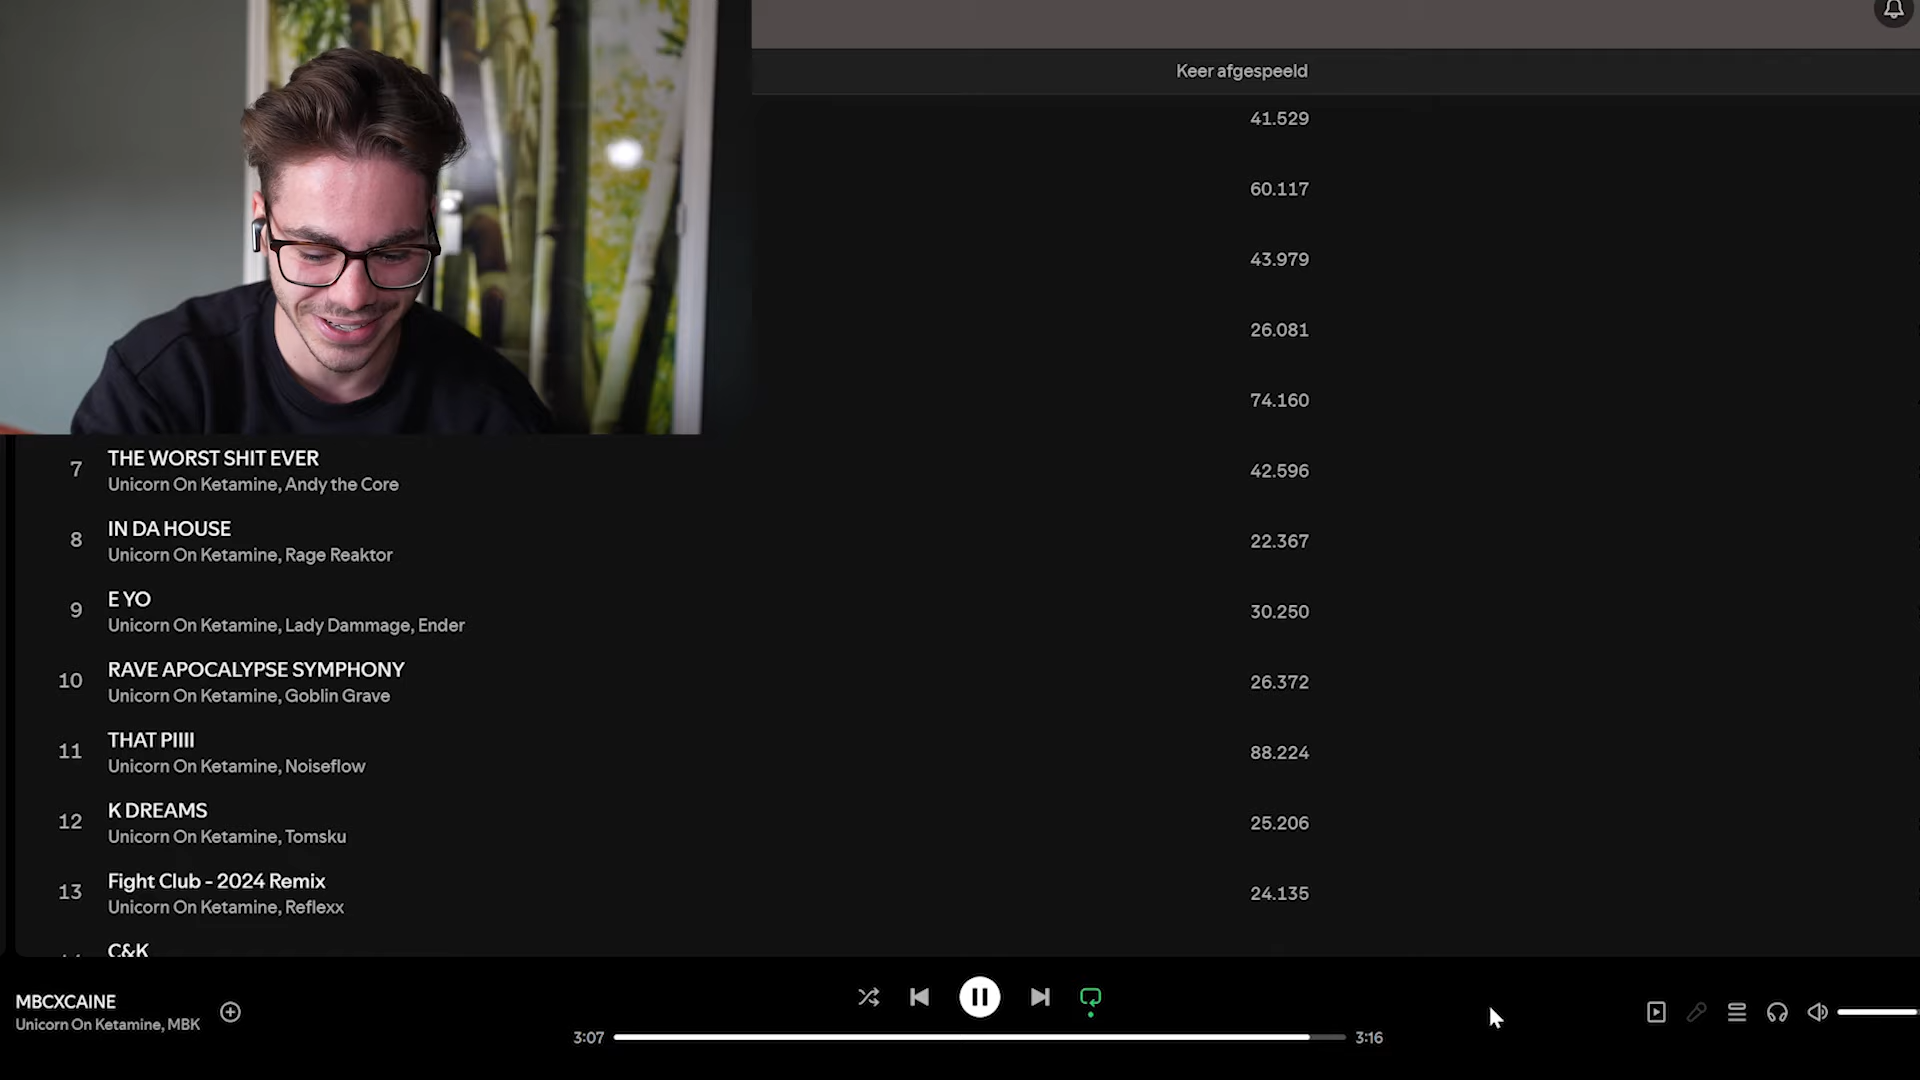 Keer afgespeeld
41.529
60.117
43.979
26.081
74.160
7 THE WORST SHIT EVER 42.596
Unicorn On Ketamine, Andy the Core
8 IN DA HOUSE 22.367
Unicorn On Ketamine, Rage Reaktor
9 E YO 30.250
Unicorn On Ketamine, Lady Dammage, Ender
10 RAVE APOCALYPSE SYMPHONY 26.372
Unicorn On Ketamine, Goblin Grave
11 THAT PIIII 88.224
Unicorn On Ketamine, Noiseflow
12 K DREAMS 25.206
Unicorn On Ketamine, Tomsku
13 Fight Club - 2024 Remix 24.135
Unicorn On Ketamine, Reflexx
C&K
MBCXCAINE
Unicorn On Ketamine, MBK
3:07 3:16